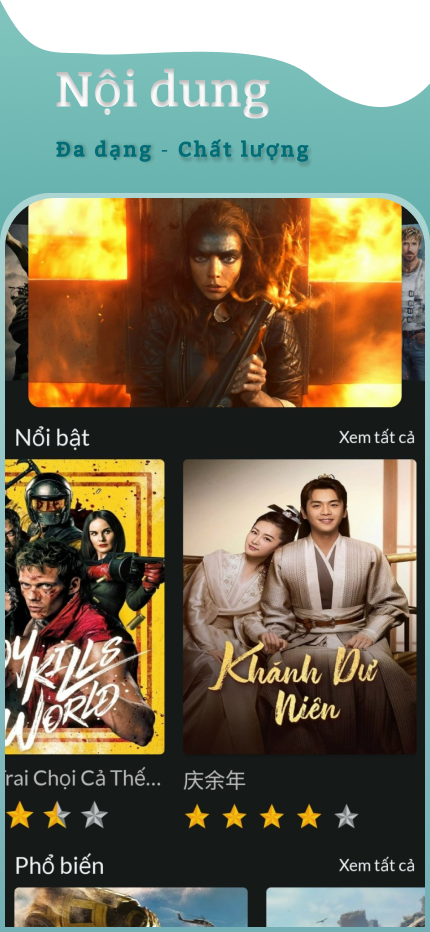 Nội dung
Đa dạng - Chất lượng
Nổi bật
Xem tất cả
KILLS
WORLD
Khánh Dư
Niên
rai Chọi Cả Thế...
庆余年
Phổ biến
Xem tất cả